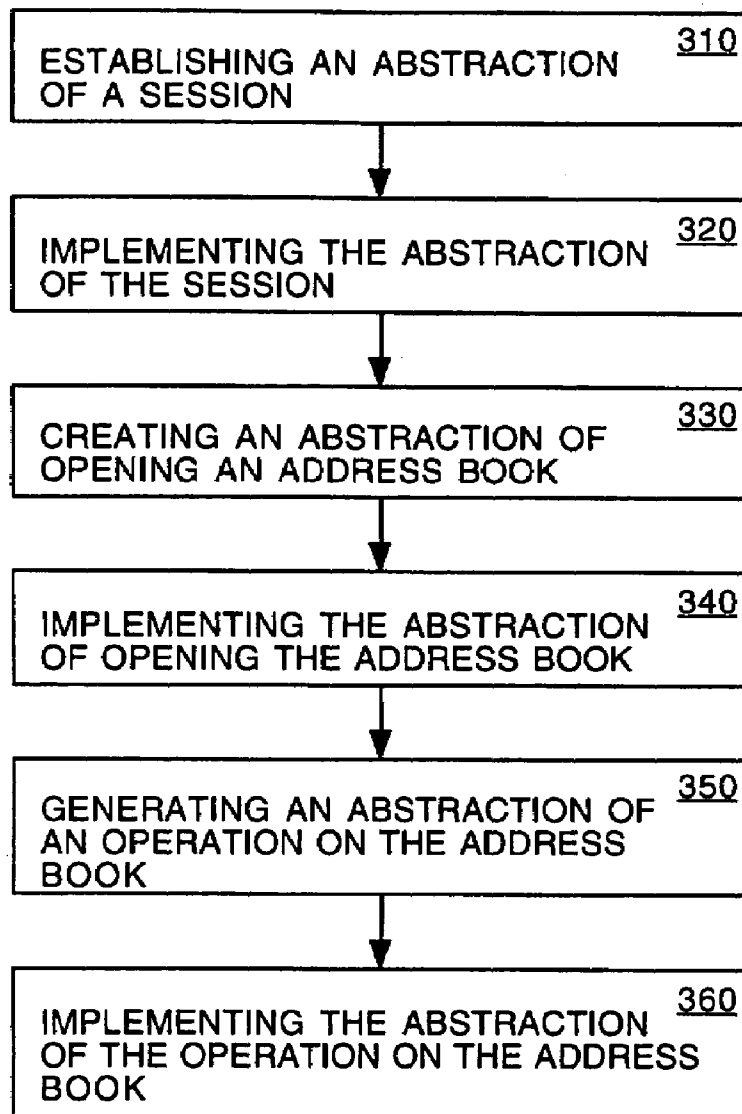 310
ESTABLISHING AN ABSTRACTION
OF A SESSION
320
IMPLEMENTING THE ABSTRACTION
OF THE SESSION
330
CREATING AN ABSTRACTION OF
OPENING AN ADDRESS BOOK
340
IMPLEMENTING THE ABSTRACTION
OF OPENING THE ADDRESS BOOK
350
GENERATING AN ABSTRACTION OF
AN OPERATION ON THE ADDRESS
BOOK
360
IMPLEMENTING THE ABSTRACTION
OF THE OPERATION ON THE ADDRESS
BOOK